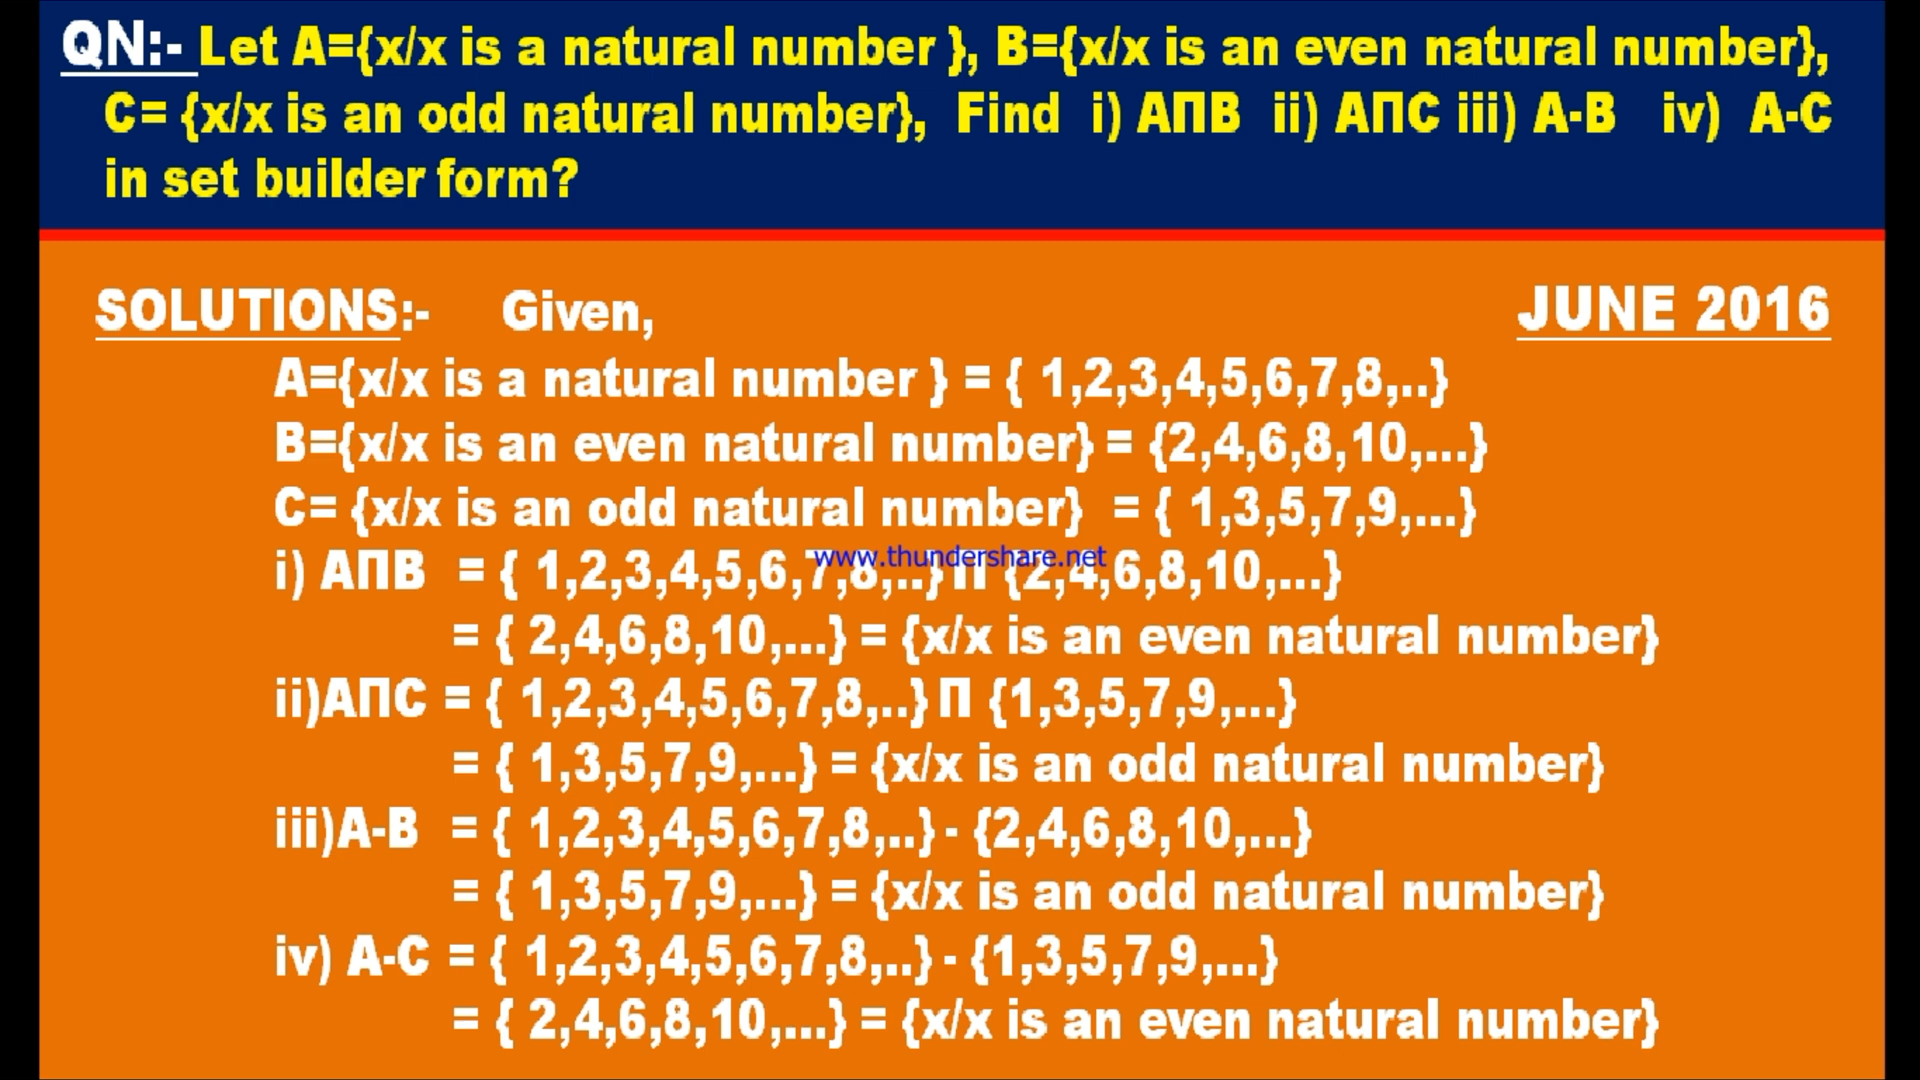 QN:- Let A={x/x is a natural number }, B={x/x is an even natural number},
C= {x/x is an odd natural number}, Find i) AПB ii) AПC iii) A-B iv) A-C
in set builder form?
SOLUTIONS:- Given, JUNE 2016
A={x/x is a natural number } = { 1,2,3,4,5,6,7,8,..}
B={x/x is an even natural number} = {2,4,6,8,10,...}
C= {x/x is an odd natural number} = { 1,3,5,7,9,...}
www.thundershare.net
i) AПB = { 1,2,3,4,5,6,7,8,..} П {2,4,6,8,10,...}
= { 2,4,6,8,10,...} = {x/x is an even natural number}
ii)AПC = { 1,2,3,4,5,6,7,8,..} П {1,3,5,7,9,...}
= { 1,3,5,7,9,...} = {x/x is an odd natural number}
iii)A-B = { 1,2,3,4,5,6,7,8,..} - {2,4,6,8,10,...}
= { 1,3,5,7,9,...} = {x/x is an odd natural number}
iv) A-C = { 1,2,3,4,5,6,7,8,..} - {1,3,5,7,9,...}
= { 2,4,6,8,10,...} = {x/x is an even natural number}